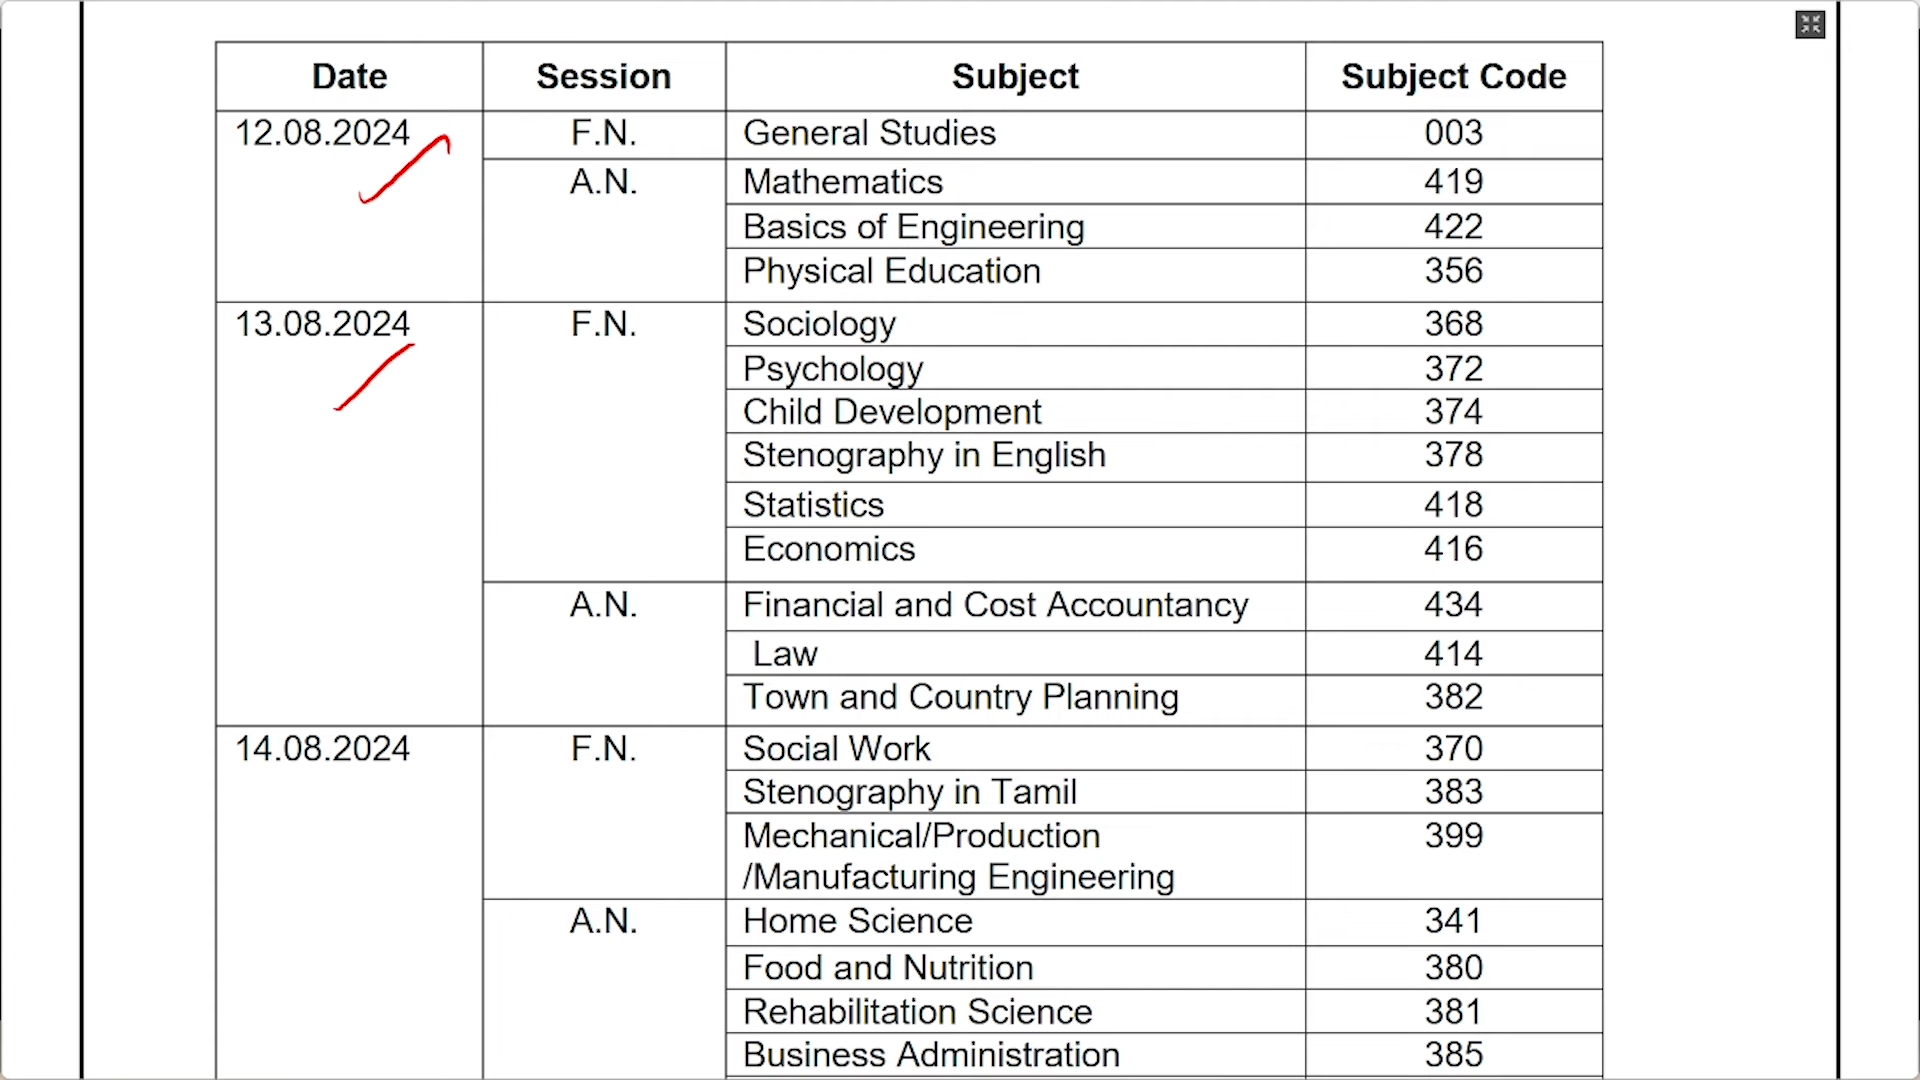 Date Session Subject Subject Code
12.08.2024 F.N. General Studies 003
A.N. Mathematics 419
Basics of Engineering 422
Physical Education 356
13.08.2024 F.N. Sociology 368
Psychology 372
Child Development 374
Stenography in English 378
Statistics 418
Economics 416
A.N. Financial and Cost Accountancy 434
Law 414
Town and Country Planning 382
14.08.2024 F.N. Social Work 370
Stenography in Tamil 383
Mechanical/Production 399
/Manufacturing Engineering
A.N. Home Science 341
Food and Nutrition 380
Rehabilitation Science 381
Business Administration 385